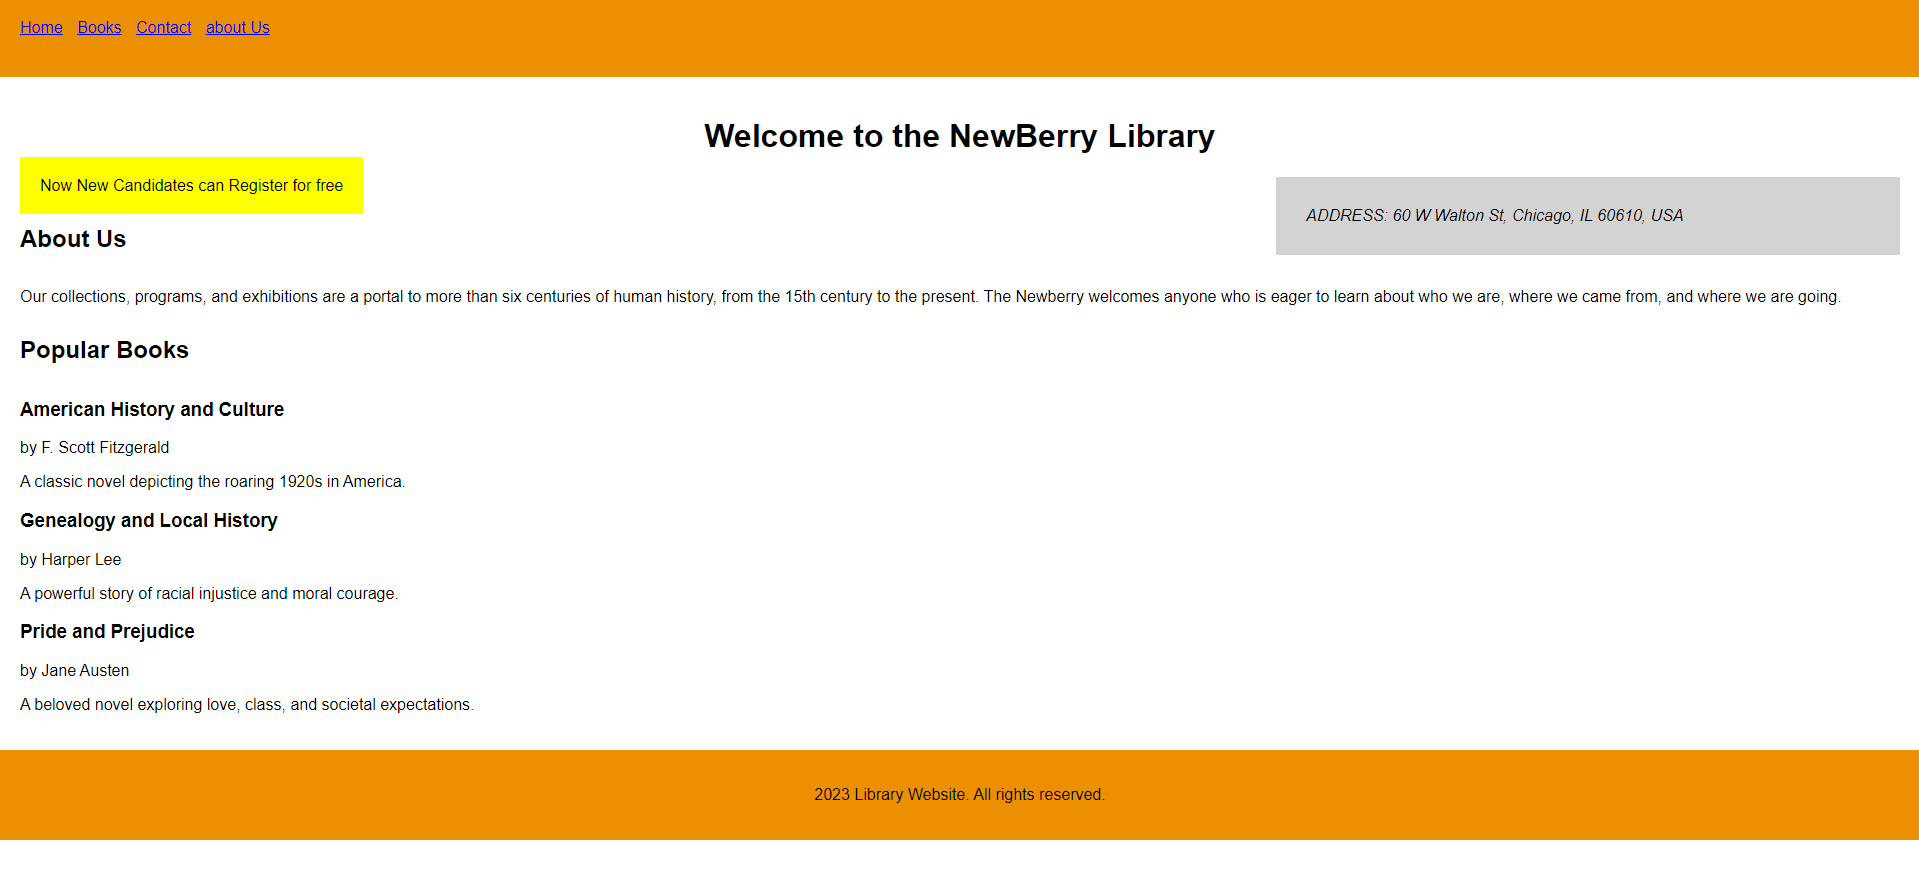 Home Books Contact about Us
Welcome to the NewBerry Library
Now New Candidates can Register for free
ADDRESS: 60 W Walton St, Chicago, IL 60610, USA
About Us
Our collections, programs, and exhibitions are a portal to more than six centuries of human history, from the 15th century to the present. The Newberry welcomes anyone who is eager to learn about who we are, where we came from, and where we are going.
Popular Books
American History and Culture
by F. Scott Fitzgerald
A classic novel depicting the roaring 1920s in America.
Genealogy and Local History
by Harper Lee
A powerful story of racial injustice and moral courage.
Pride and Prejudice
by Jane Austen
A beloved novel exploring love, class, and societal expectations.
2023 Library Website. All rights reserved.